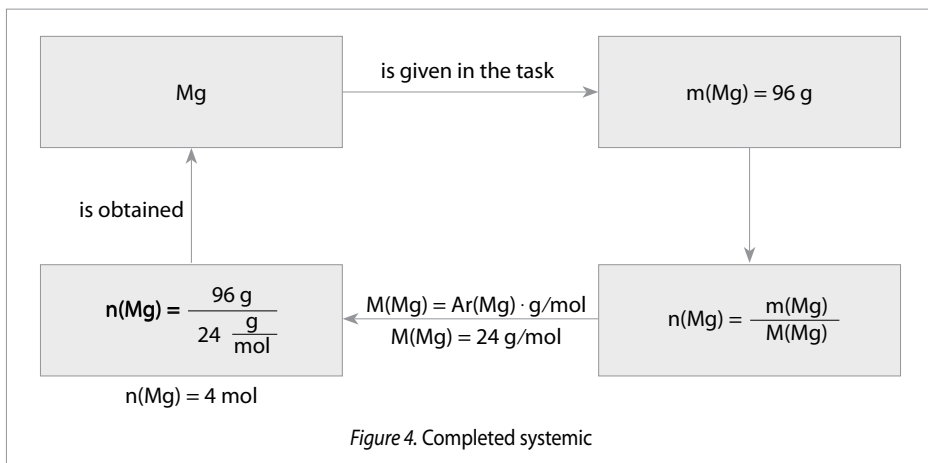 is given in the task
Mg
m(Mg) = 96 g
is obtained
n(Mg) = 96 g / 24 g/mol
M(Mg) = Ar(Mg) · g/mol
M(Mg) = 24 g/mol
n(Mg) = m(Mg) / M(Mg)
n(Mg) = 4 mol
Figure 4. Completed systemic